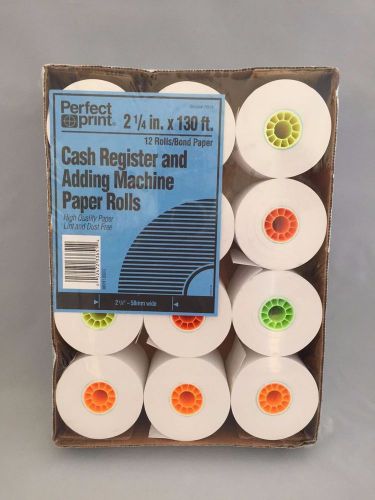 Perfect
print®
2 1/4 in. x 130 ft.
12 Rolls/Bond Paper
Cash Register and
Adding Machine
Paper Rolls
High Quality Paper
Lint and Dust Free
2 1/4" - 58mm wide